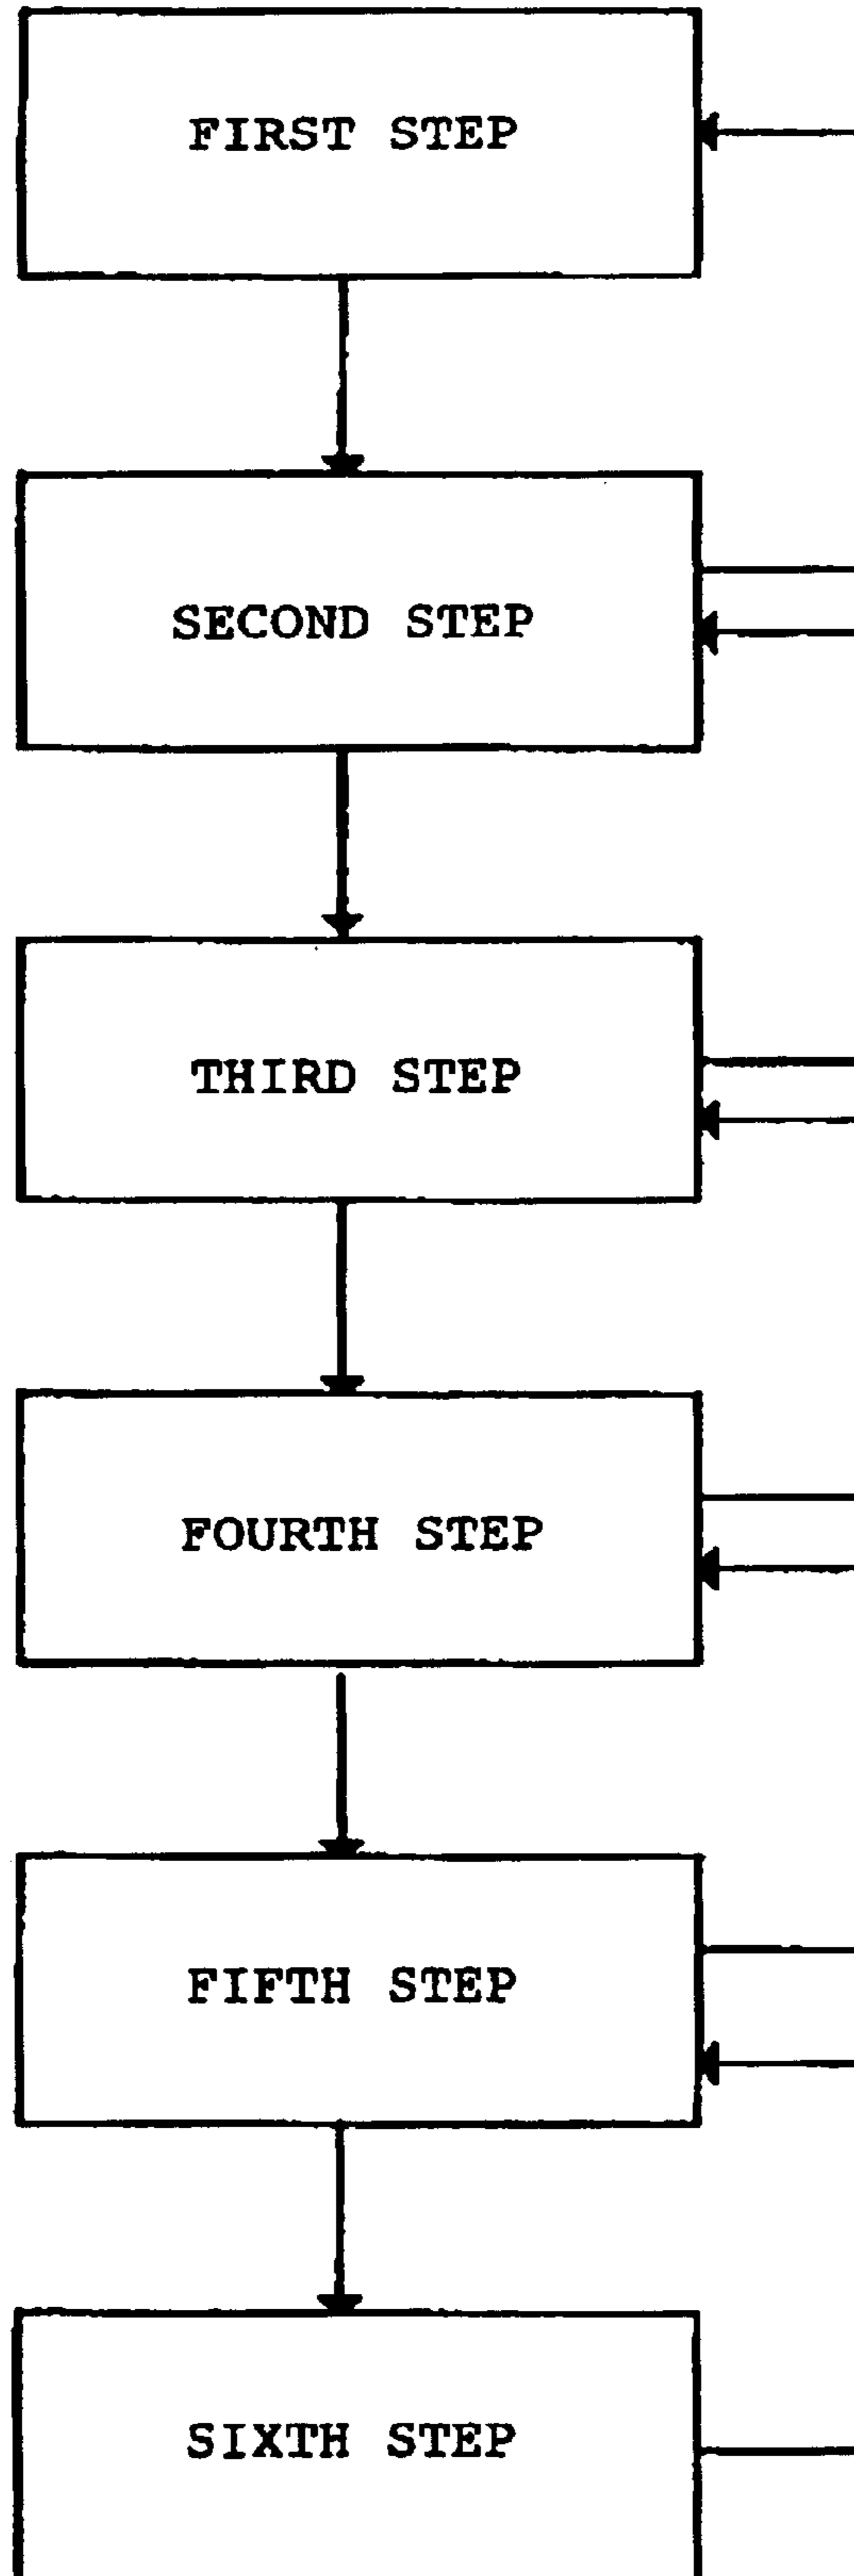 FIRST STEP
SECOND STEP
THIRD STEP
FOURTH STEP
FIFTH STEP
SIXTH STEP